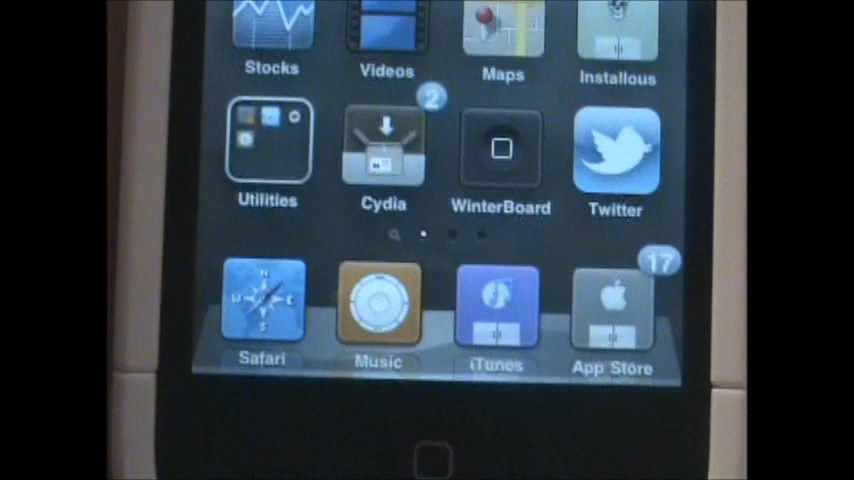 Stocks Videos Maps Installous
2
Utilities Cydia WinterBoard Twitter
17
N
W E
S
Safari Music iTunes App Store